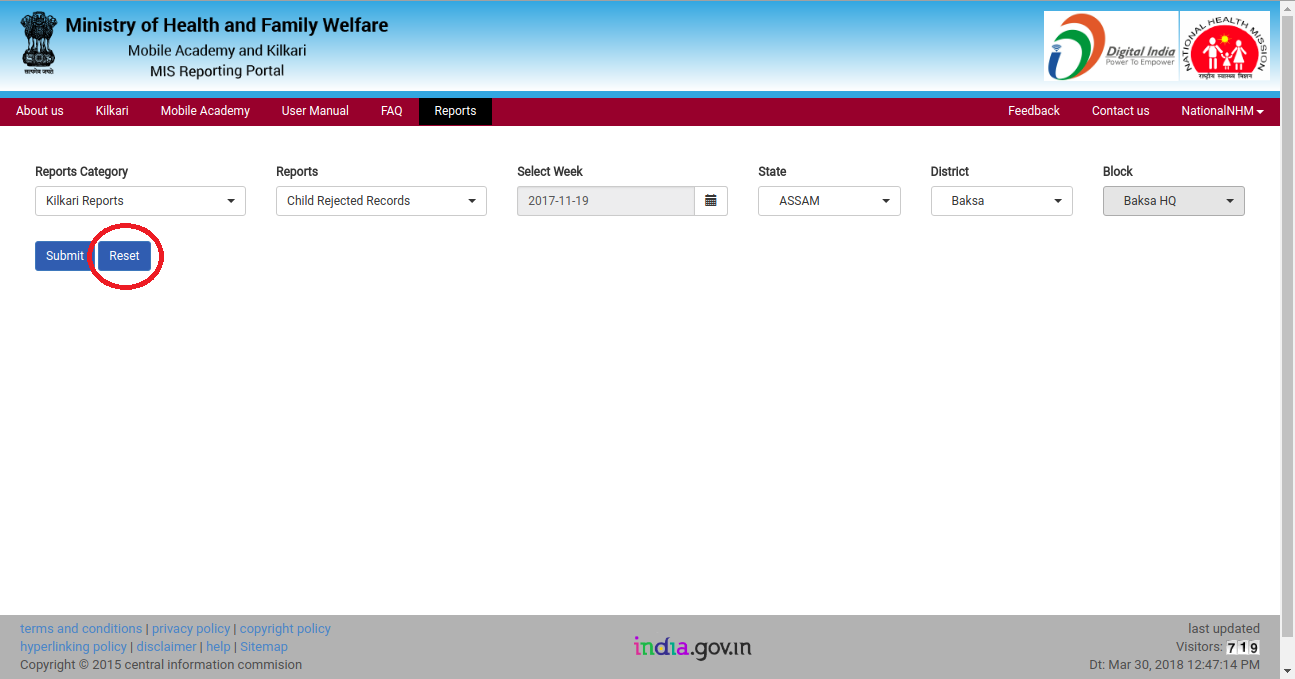 Ministry of Health and Family Welfare
Mobile Academy and Kilkari
MIS Reporting Portal
सत्यमेव जयते
Digital India
Power To Empower
NATIONAL HEALTH MISSION
राष्ट्रीय स्वास्थ्य मिशन
About us Kilkari Mobile Academy User Manual FAQ Reports Feedback Contact us NationalNHM
Reports Category Reports Select Week State District Block
Kilkari Reports Child Rejected Records 2017-11-19 ASSAM Baksa Baksa HQ
Submit Reset
terms and conditions | privacy policy | copyright policy
hyperlinking policy | disclaimer | help | Sitemap
Copyright © 2015 central information commision
india.gov.in
last updated
Visitors: 719
Dt: Mar 30, 2018 12:47:14 PM